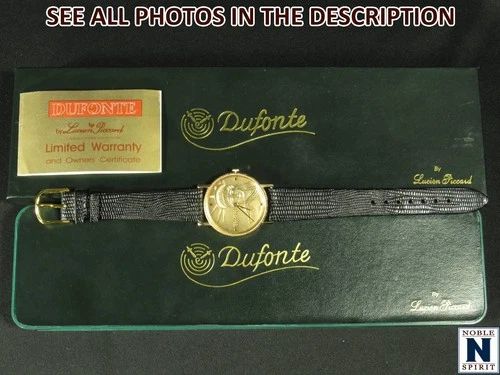 SEE ALL PHOTOS IN THE DESCRIPTION
DUFONTE
by
by Lucien Piccard
Limited Warranty
and Owners Certificate
Dufonte
By
Lucien Piccard
Dufonte
By
Lucien Piccard
NOBLE
N
SPIRIT